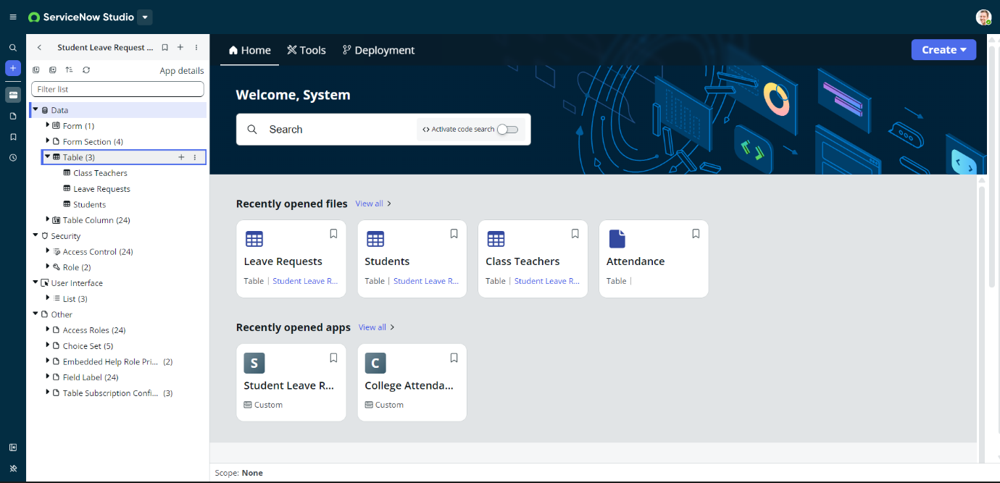 ServiceNow Studio
Student Leave Request ...
App details
Filter list
Data
Form (1)
Form Section (4)
Table (3)
Class Teachers
Leave Requests
Students
Table Column (24)
Security
Access Control (24)
Role (2)
User Interface
List (3)
Other
Access Roles (24)
Choice Set (5)
Embedded Help Role Pri... (2)
Field Label (24)
Table Subscription Confi... (3)
Home Tools Deployment
Create
Welcome, System
Search
Activate code search
Recently opened files View all
Leave Requests
Table | Student Leave R...
Students
Table | Student Leave R...
Class Teachers
Table | Student Leave R...
Attendance
Table |
Recently opened apps View all
S
Student Leave R...
Custom
C
College Attenda...
Custom
Scope: None